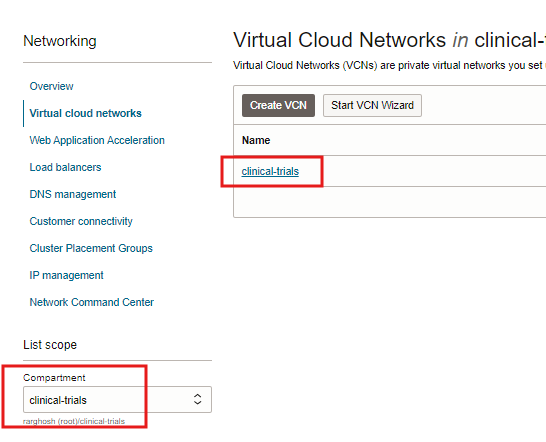 Networking
Overview
Virtual cloud networks
Web Application Acceleration
Load balancers
DNS management
Customer connectivity
Cluster Placement Groups
IP management
Network Command Center
List scope
Compartment
clinical-trials
rarghosh (root)/clinical-trials
Virtual Cloud Networks in clinical-
Virtual Cloud Networks (VCNs) are private virtual networks you set
Create VCN
Start VCN Wizard
Name
clinical-trials